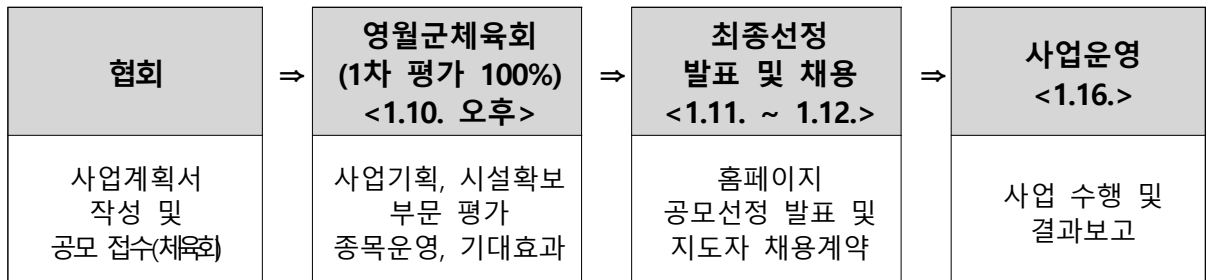 협회
⇒
영월군체육회
(1차 평가 100%)
<1.10. 오후>
⇒
최종선정
발표 및 채용
<1.11. ~ 1.12.>
⇒
사업운영
<1.16.>
사업계획서
작성 및
공모 접수(체육회)
사업기획, 시설확보
부문 평가
종목운영, 기대효과
홈페이지
공모선정 발표 및
지도자 채용계약
사업 수행 및
결과보고